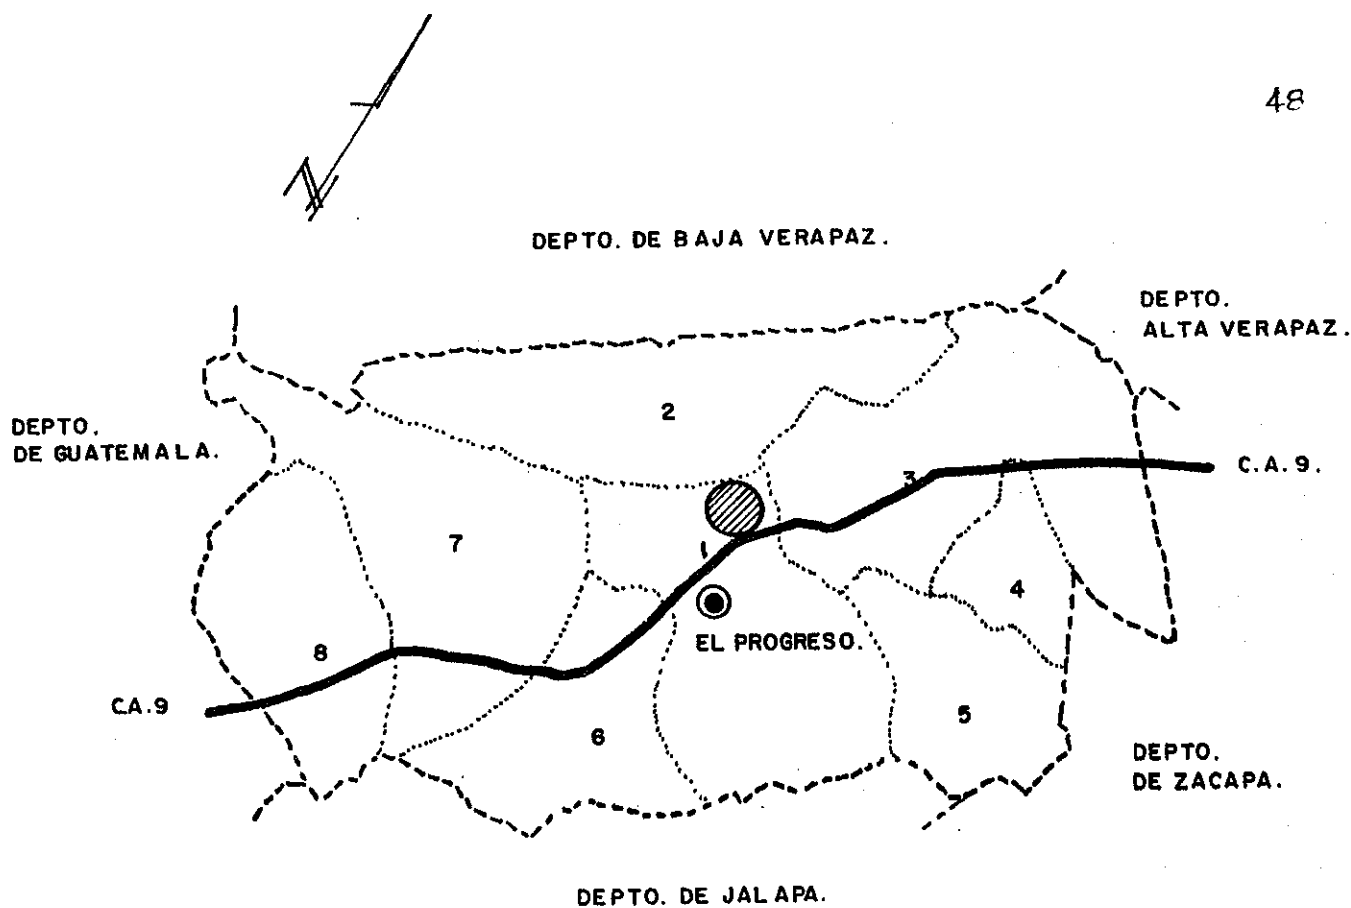 48
N
DEPTO. DE BAJA VERAPAZ.
DEPTO.
ALTA VERAPAZ.
DEPTO.
DE GUATEMALA.
2
C.A.9.
3
7
1
4
EL PROGRESO.
8
C.A.9
5
6
DEPTO.
DE ZACAPA.
DEPTO. DE JALAPA.